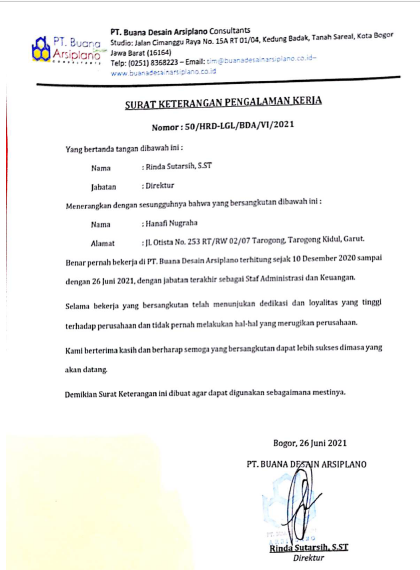 PT. Buana
Arsiplano
CONSULTANTS
PT. Buana Desain Arsiplano Consultants
Studio: Jalan Cimanggu Raya No. 15A RT 01/04, Kedung Badak, Tanah Sareal, Kota Bogor
Jawa Barat (16164)
Telp: (0251) 8368223 – Email: tim@buanadesainarsiplano.co.id–
www.buanadesainarsiplano.co.id
SURAT KETERANGAN PENGALAMAN KERJA
Nomor : 50/HRD-LGL/BDA/VI/2021
Yang bertanda tangan dibawah ini :
Nama : Rinda Sutarsih, S.ST
Jabatan : Direktur
Menerangkan dengan sesungguhnya bahwa yang bersangkutan dibawah ini :
Nama : Hanafi Nugraha
Alamat : Jl. Otista No. 253 RT/RW 02/07 Tarogong, Tarogong Kidul, Garut.
Benar pernah bekerja di PT. Buana Desain Arsiplano terhitung sejak 10 Desember 2020 sampai
dengan 26 Juni 2021, dengan jabatan terakhir sebagai Staf Administrasi dan Keuangan.
Selama bekerja yang bersangkutan telah menunjukan dedikasi dan loyalitas yang tinggi
terhadap perusahaan dan tidak pernah melakukan hal-hal yang merugikan perusahaan.
Kami berterima kasih dan berharap semoga yang bersangkutan dapat lebih sukses dimasa yang
akan datang.
Demikian Surat Keterangan ini dibuat agar dapat digunakan sebagaimana mestinya.
Bogor, 26 Juni 2021
PT. BUANA DESAIN ARSIPLANO
Rinda Sutarsih, S.ST
Direktur